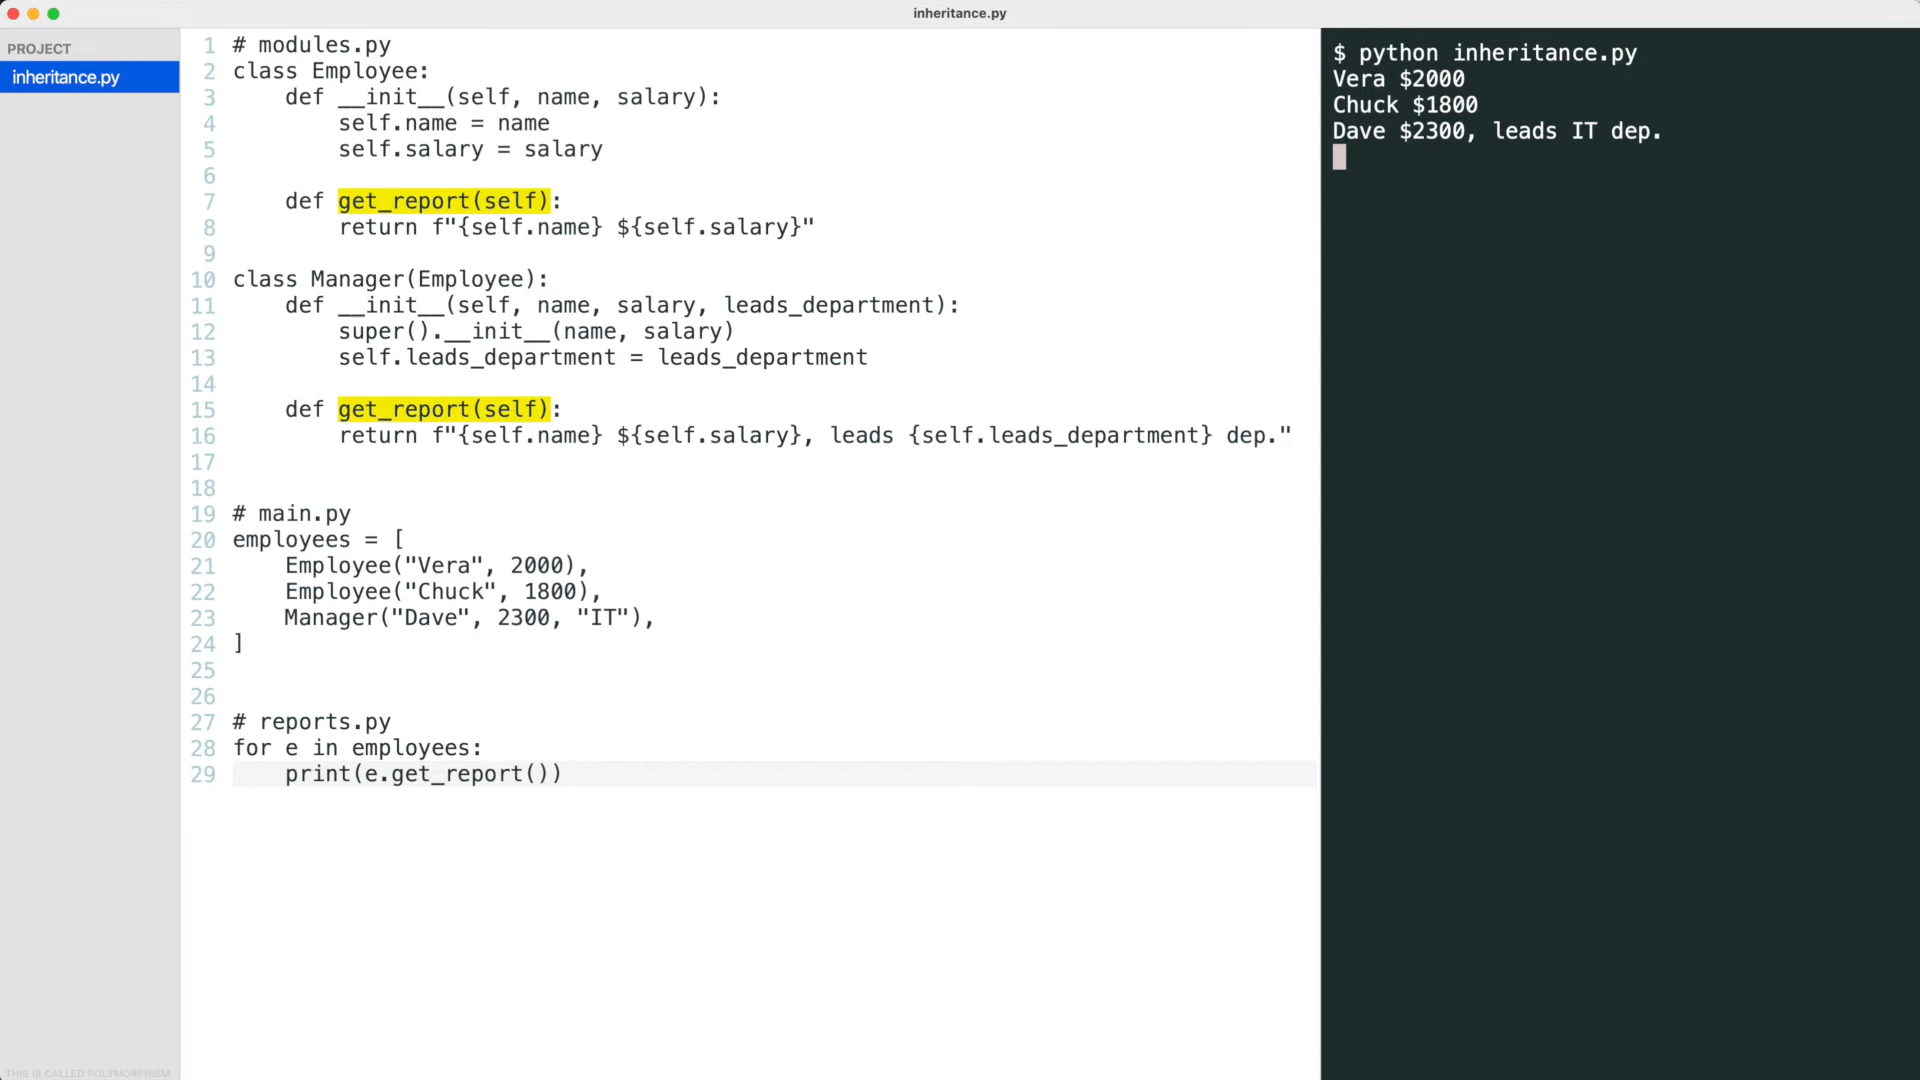 inheritance.py
PROJECT
inheritance.py
1 # modules.py
2 class Employee:
3     def __init__(self, name, salary):
4         self.name = name
5         self.salary = salary
6
7     def get_report(self):
8         return f"{self.name} ${self.salary}"
9
10 class Manager(Employee):
11     def __init__(self, name, salary, leads_department):
12         super().__init__(name, salary)
13         self.leads_department = leads_department
14
15     def get_report(self):
16         return f"{self.name} ${self.salary}, leads {self.leads_department} dep."
17
18
19 # main.py
20 employees = [
21     Employee("Vera", 2000),
22     Employee("Chuck", 1800),
23     Manager("Dave", 2300, "IT"),
24 ]
25
26
27 # reports.py
28 for e in employees:
29     print(e.get_report())
$ python inheritance.py
Vera $2000
Chuck $1800
Dave $2300, leads IT dep.
THIS IS CALLED POLYMORPHISM.